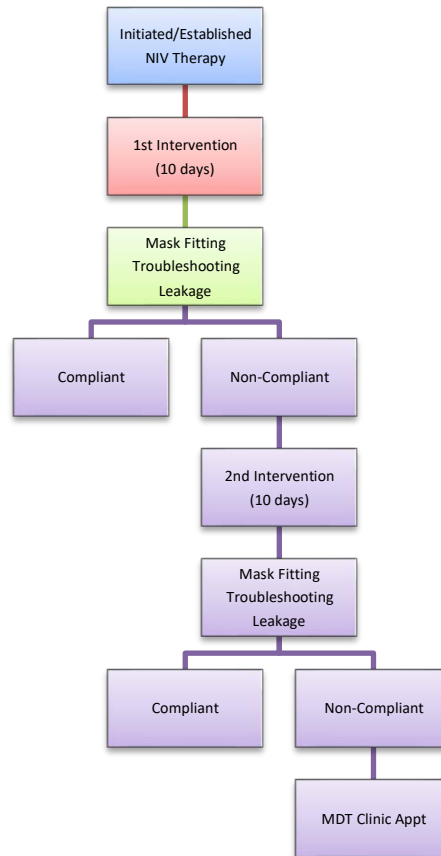 Initiated/Established
NIV Therapy
1st Intervention
(10 days)
Mask Fitting
Troubleshooting
Leakage
Compliant
Non-Compliant
2nd Intervention
(10 days)
Mask Fitting
Troubleshooting
Leakage
Compliant
Non-Compliant
MDT Clinic Appt